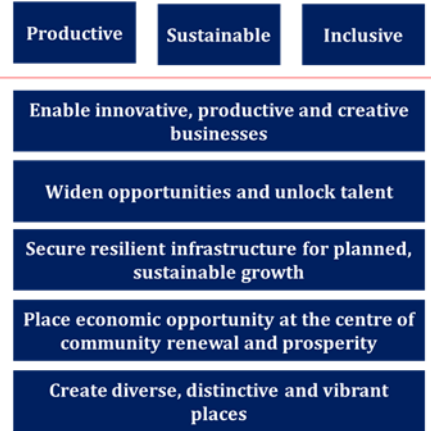 Productive
Sustainable
Inclusive
Enable innovative, productive and creative
businesses
Widen opportunities and unlock talent
Secure resilient infrastructure for planned,
sustainable growth
Place economic opportunity at the centre of
community renewal and prosperity
Create diverse, distinctive and vibrant
places